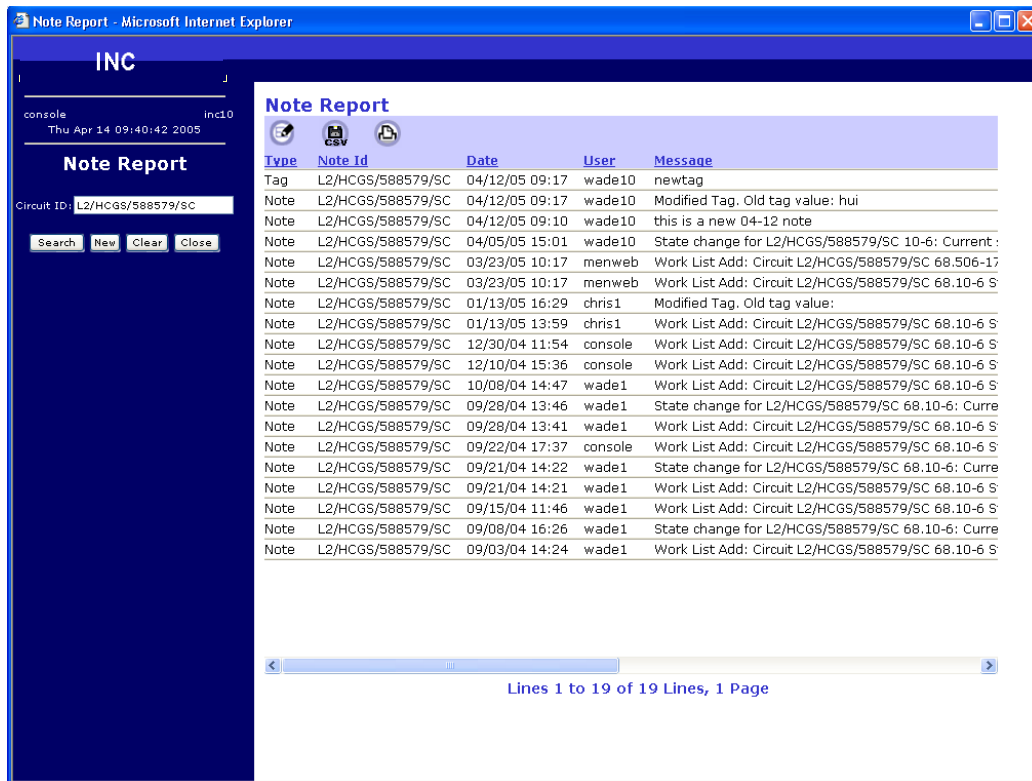 Note Report - Microsoft Internet Explorer
INC
console inc10
Thu Apr 14 09:40:42 2005
Note Report
Circuit ID: L2/HCGS/588579/SC
Search New Clear Close
Note Report
CSV
Type Note Id Date User Message
Tag L2/HCGS/588579/SC 04/12/05 09:17 wade10 newtag
Note L2/HCGS/588579/SC 04/12/05 09:17 wade10 Modified Tag. Old tag value: hui
Note L2/HCGS/588579/SC 04/12/05 09:10 wade10 this is a new 04-12 note
Note L2/HCGS/588579/SC 04/05/05 15:01 wade10 State change for L2/HCGS/588579/SC 10-6: Current
Note L2/HCGS/588579/SC 03/23/05 10:17 menweb Work List Add: Circuit L2/HCGS/588579/SC 68.506-17
Note L2/HCGS/588579/SC 03/23/05 10:17 menweb Work List Add: Circuit L2/HCGS/588579/SC 68.10-6 S
Note L2/HCGS/588579/SC 01/13/05 16:29 chris1 Modified Tag. Old tag value:
Note L2/HCGS/588579/SC 01/13/05 13:59 chris1 Work List Add: Circuit L2/HCGS/588579/SC 68.10-6 S
Note L2/HCGS/588579/SC 12/30/04 11:54 console Work List Add: Circuit L2/HCGS/588579/SC 68.10-6 S
Note L2/HCGS/588579/SC 12/10/04 15:36 console Work List Add: Circuit L2/HCGS/588579/SC 68.10-6 S
Note L2/HCGS/588579/SC 10/08/04 14:47 wade1 Work List Add: Circuit L2/HCGS/588579/SC 68.10-6 S
Note L2/HCGS/588579/SC 09/28/04 13:46 wade1 State change for L2/HCGS/588579/SC 68.10-6: Curre
Note L2/HCGS/588579/SC 09/28/04 13:41 wade1 Work List Add: Circuit L2/HCGS/588579/SC 68.10-6 S
Note L2/HCGS/588579/SC 09/22/04 17:37 console Work List Add: Circuit L2/HCGS/588579/SC 68.10-6 S
Note L2/HCGS/588579/SC 09/21/04 14:22 wade1 State change for L2/HCGS/588579/SC 68.10-6: Curre
Note L2/HCGS/588579/SC 09/21/04 14:21 wade1 Work List Add: Circuit L2/HCGS/588579/SC 68.10-6 S
Note L2/HCGS/588579/SC 09/15/04 11:46 wade1 Work List Add: Circuit L2/HCGS/588579/SC 68.10-6 S
Note L2/HCGS/588579/SC 09/08/04 16:26 wade1 State change for L2/HCGS/588579/SC 68.10-6: Curre
Note L2/HCGS/588579/SC 09/03/04 14:24 wade1 Work List Add: Circuit L2/HCGS/588579/SC 68.10-6 S
Lines 1 to 19 of 19 Lines, 1 Page